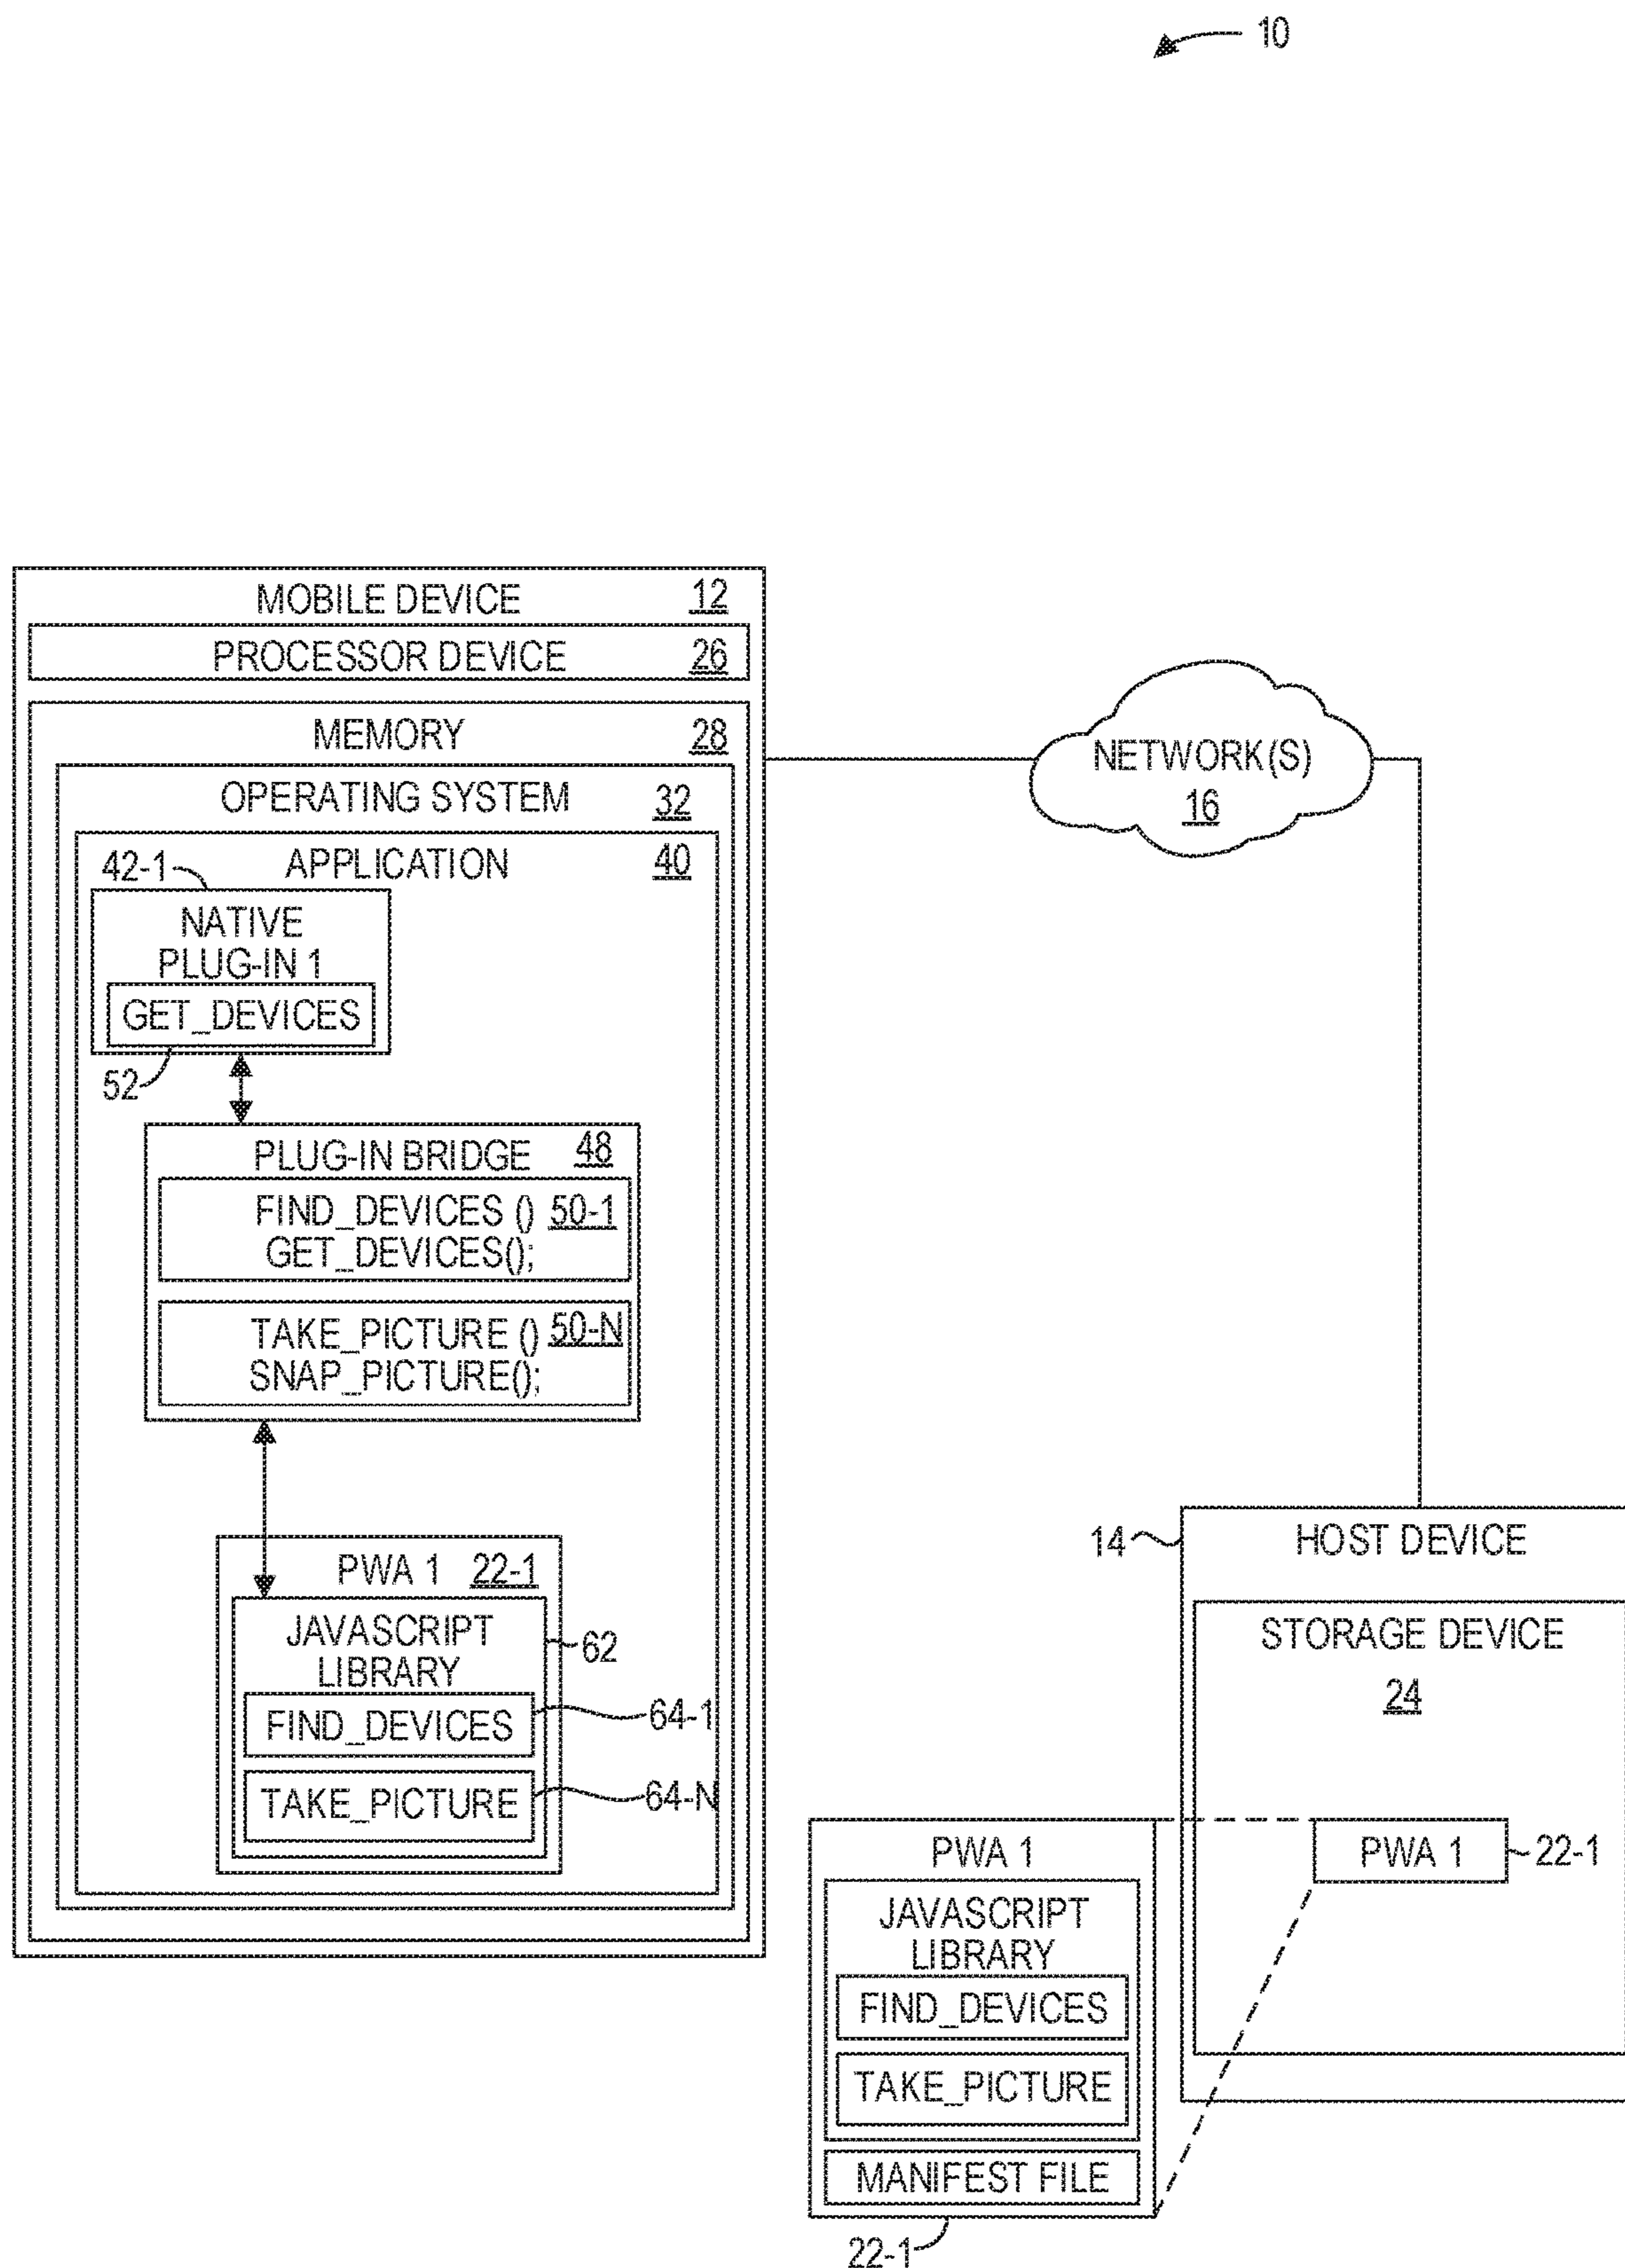 10
MOBILE DEVICE 12
PROCESSOR DEVICE 26
MEMORY 28
OPERATING SYSTEM 32
APPLICATION 40
42-1
NATIVE
PLUG-IN 1
GET_DEVICES
52
PLUG-IN BRIDGE 48
FIND_DEVICES () 50-1
GET_DEVICES();
TAKE_PICTURE () 50-N
SNAP_PICTURE();
PWA 1 22-1
JAVASCRIPT
LIBRARY
62
FIND_DEVICES
64-1
TAKE_PICTURE
64-N
NETWORK(S)
16
14
HOST DEVICE
STORAGE DEVICE
24
PWA 1
22-1
PWA 1
JAVASCRIPT
LIBRARY
FIND_DEVICES
TAKE_PICTURE
MANIFEST FILE
22-1